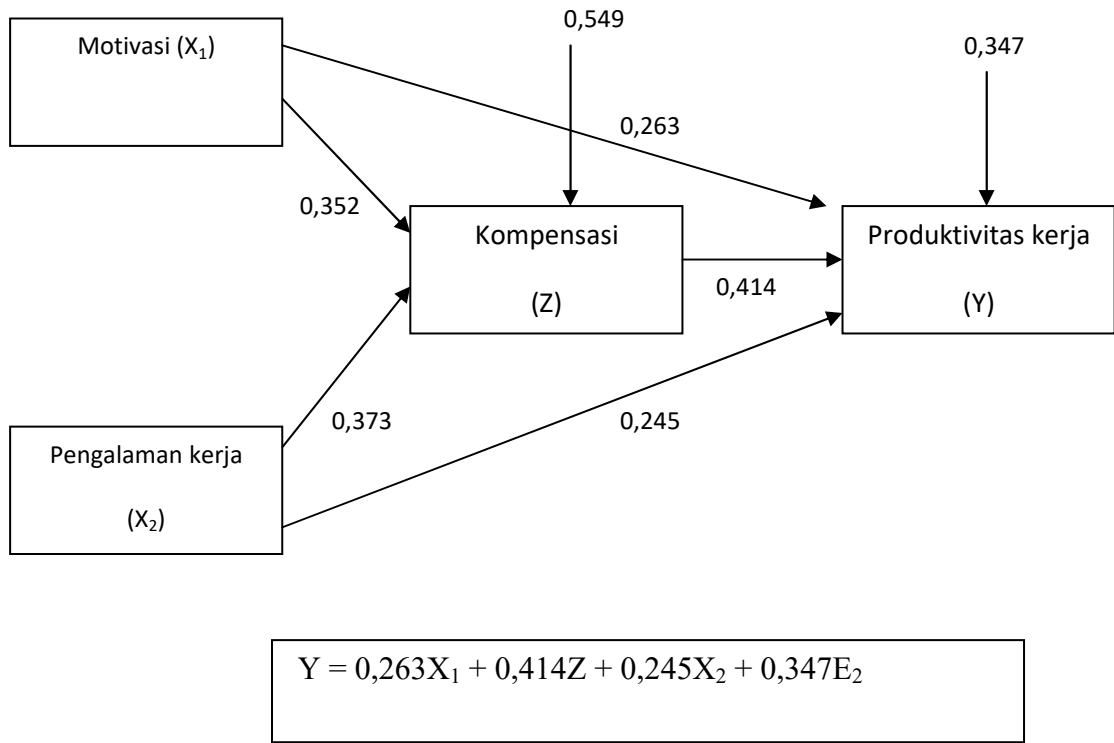 0,549
Motivasi (X₁)
0,347
0,263
0,352
Kompensasi
(Z)
Produktivitas kerja
(Y)
0,414
0,373
0,245
Pengalaman kerja
(X₂)
Y = 0,263X₁ + 0,414Z + 0,245X₂ + 0,347E₂